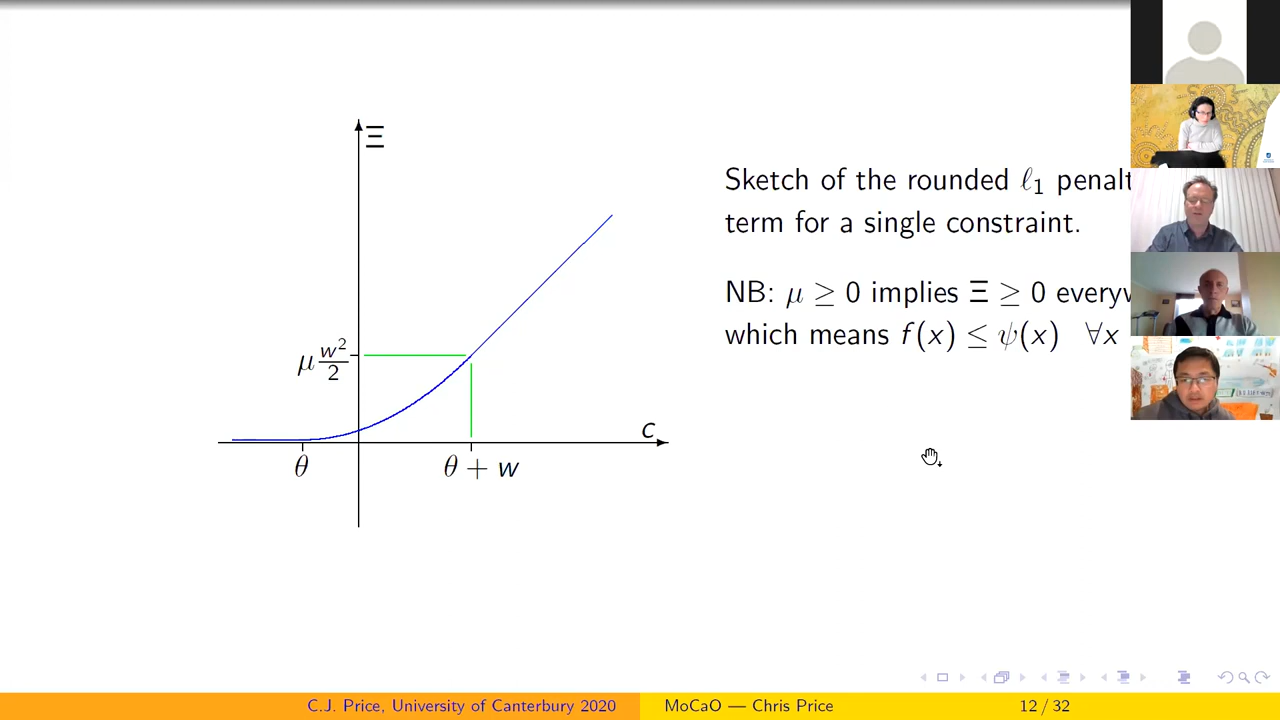 Ξ
Sketch of the rounded ℓ₁ penalt
term for a single constraint.
NB: μ ≥ 0 implies Ξ ≥ 0 everyw
which means f(x) ≤ ψ(x) ∀x
μ w²/2
c
θ
θ + w
C.J. Price, University of Canterbury 2020
MoCaO — Chris Price
12 / 32